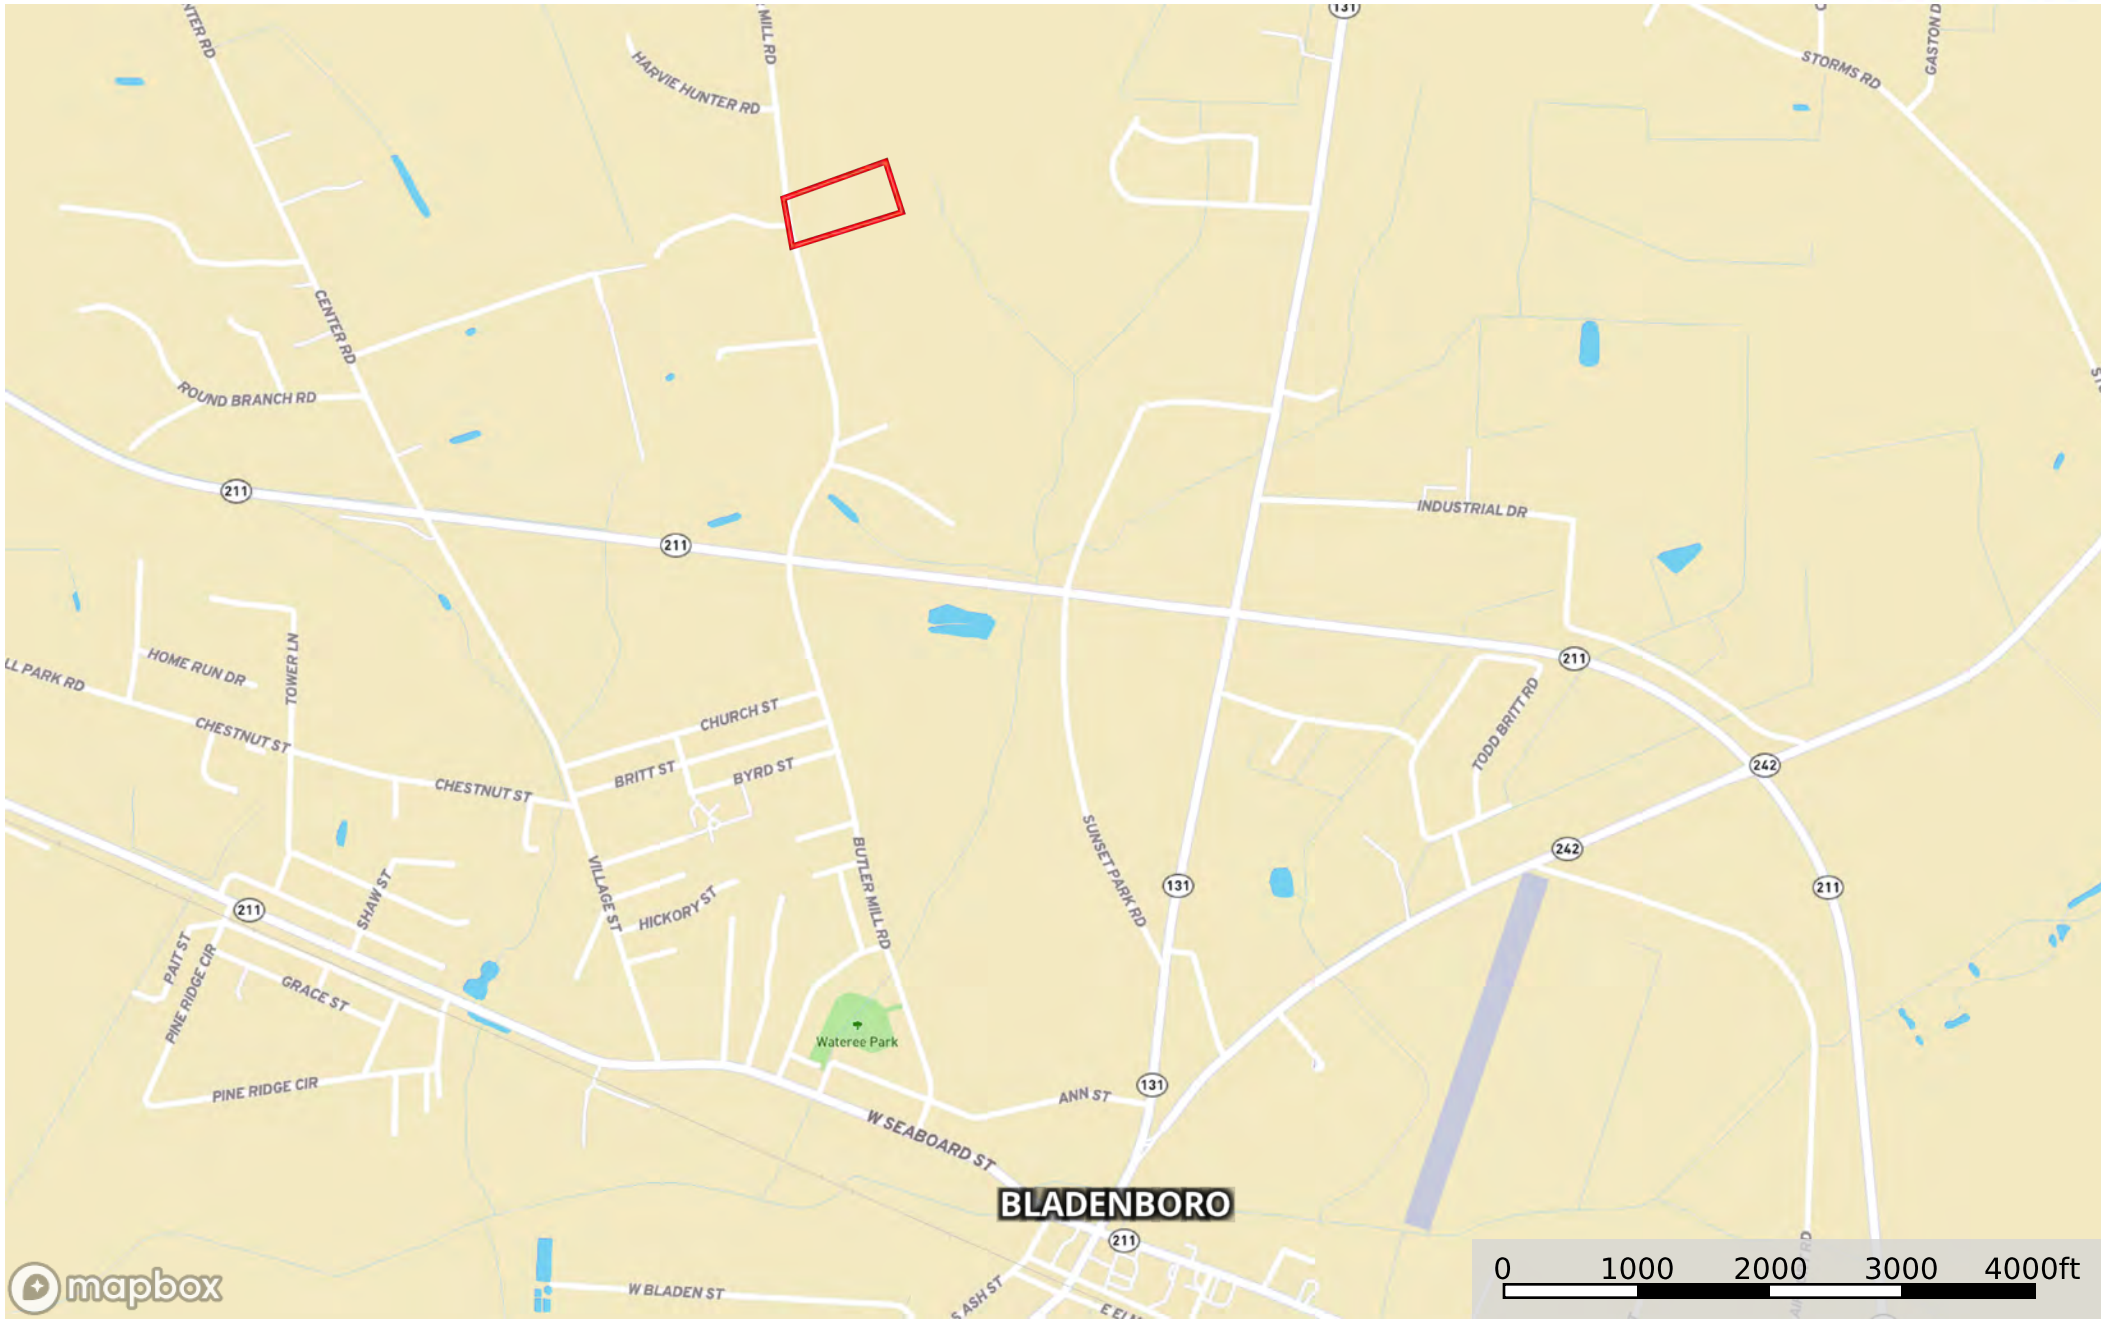 131
MILL RD
HARVIE HUNTER RD
STORMS RD
CENTER RD
ROUND BRANCH RD
211
211
INDUSTRIAL DR
HOME RUN DR
TOWER LN
LL PARK RD
CHESTNUT ST
CHESTNUT ST
CHURCH ST
BRITT ST
BYRD ST
211
TODD BRITT RD
242
242
SUNSET PARK RD
BUTLER MILL RD
VILLAGE ST
HICKORY ST
SHAW ST
211
131
211
PAIT ST
PINE RIDGE CIR
GRACE ST
Wateree Park
PINE RIDGE CIR
131
ANN ST
W SEABOARD ST
BLADENBORO
211
W BLADEN ST
S ASH ST
mapbox
0 1000 2000 3000 4000ft